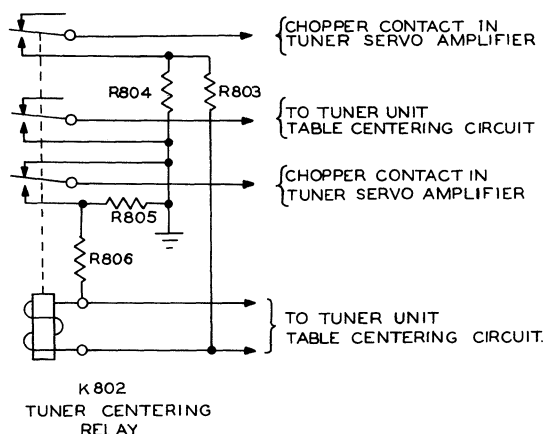 CHOPPER CONTACT IN
TUNER SERVO AMPLIFIER
R804
R803
TO TUNER UNIT
TABLE CENTERING CIRCUIT
CHOPPER CONTACT IN
TUNER SERVO AMPLIFIER
R805
R806
TO TUNER UNIT
TABLE CENTERING CIRCUIT.
K802
TUNER CENTERING
RELAY